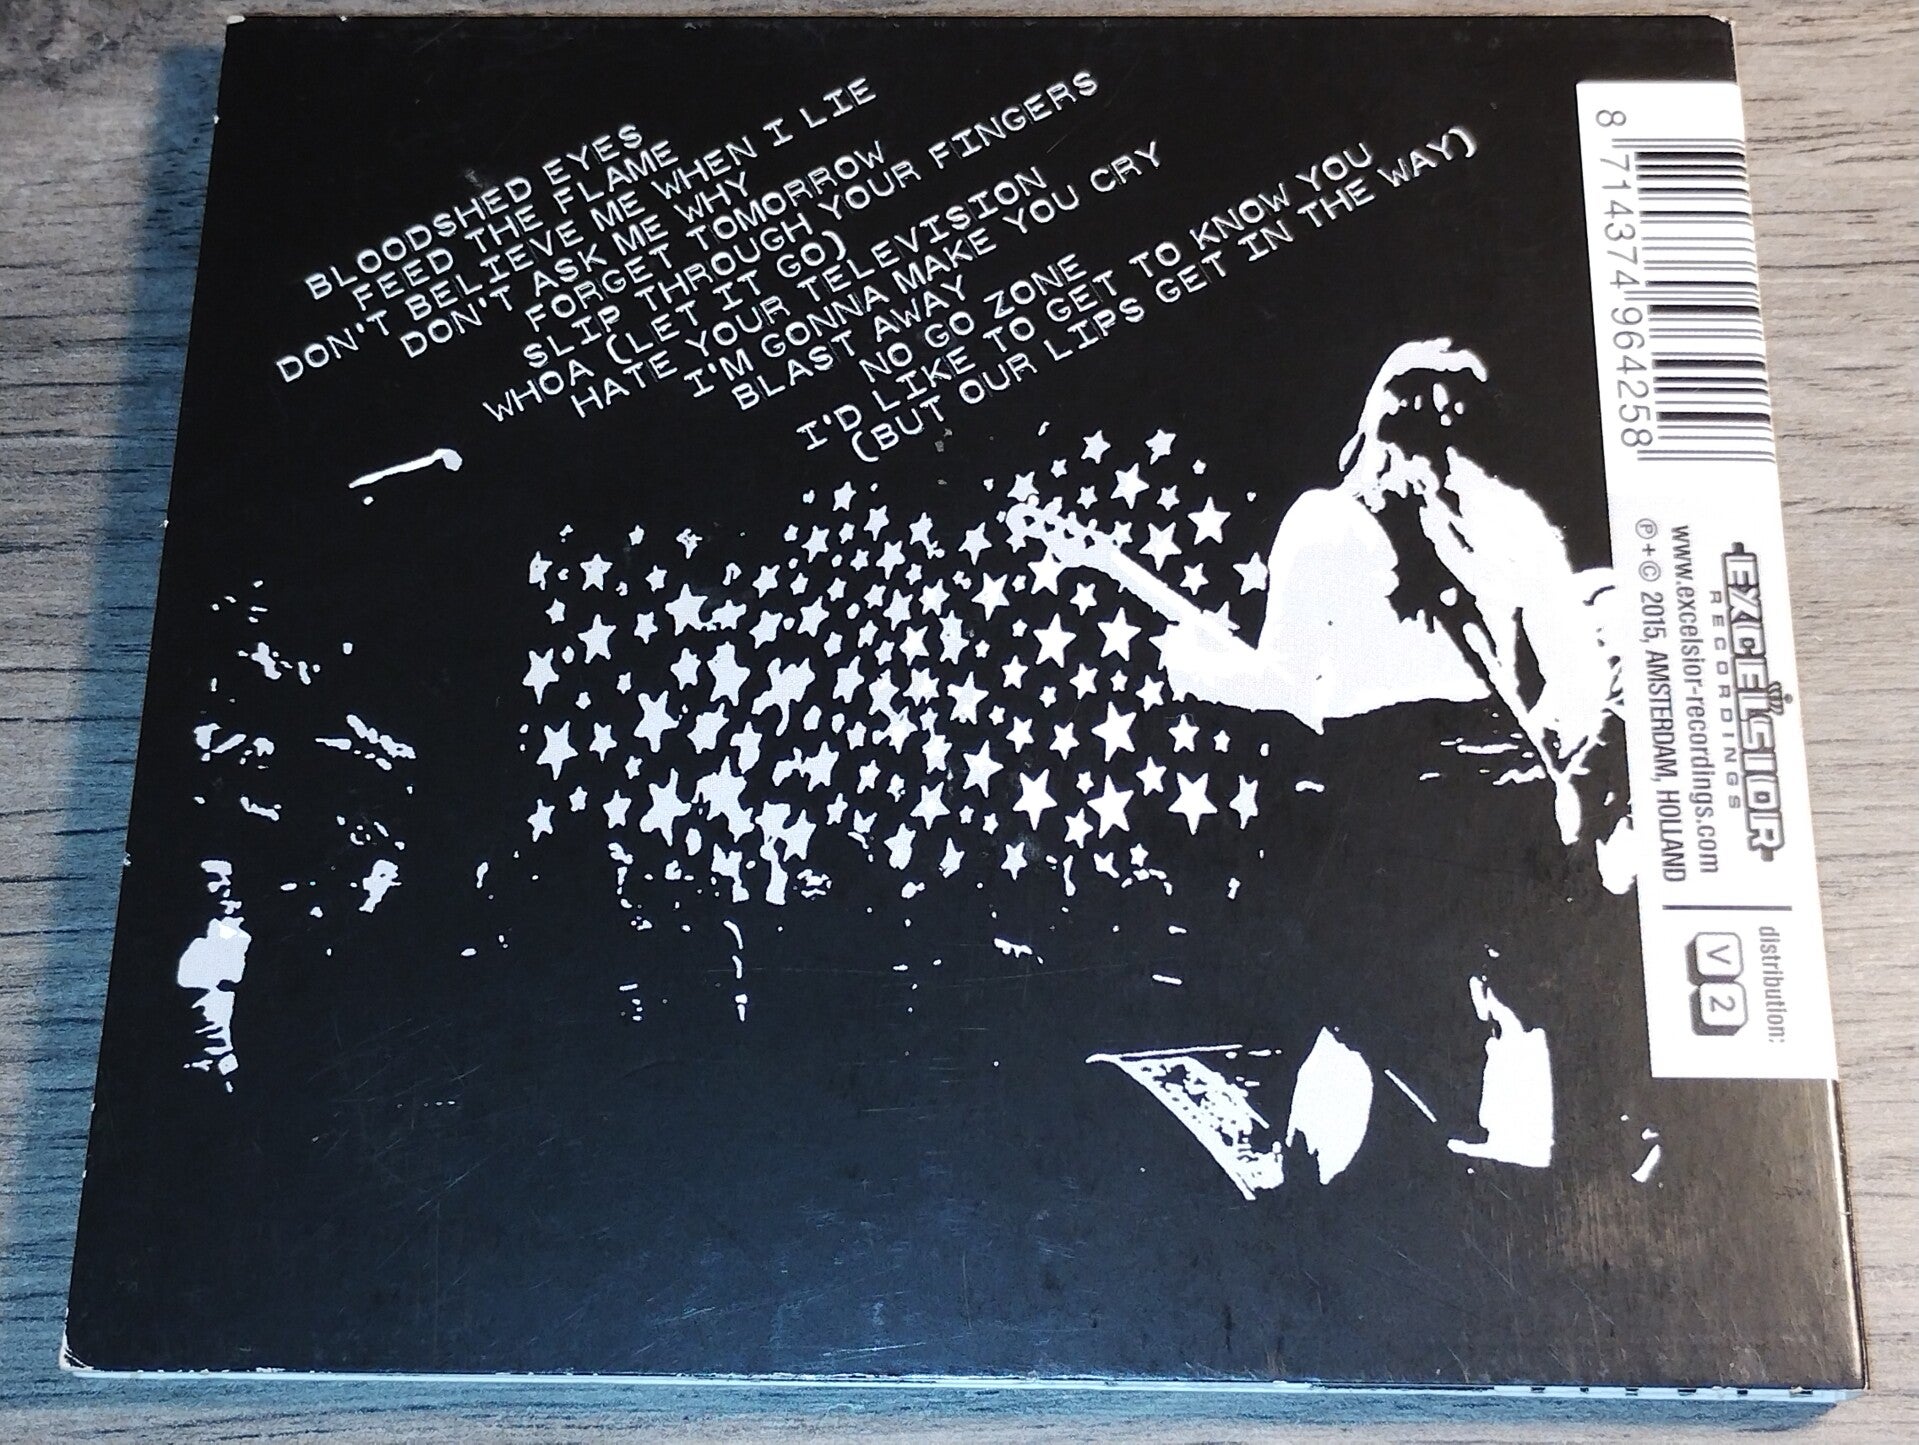 BLOODSHED EYES
FEED THE FLAME
DON'T BELIEVE ME WHEN I LIE
DON'T ASK ME WHY
FORGET TOMORROW
SLIP THROUGH YOUR FINGERS
WHOA (LET IT GO)
HATE YOUR TELEVISION
I'M GONNA MAKE YOU CRY
BLAST AWAY
NO GO ZONE
I'D LIKE TO GET TO KNOW YOU
(BUT OUR LIPS GET IN THE WAY)
8 714374 964258
EXCELSIOR
RECORDINGS
www.excelsior-recordings.com
℗+© 2015, AMSTERDAM, HOLLAND
distribution:
V2